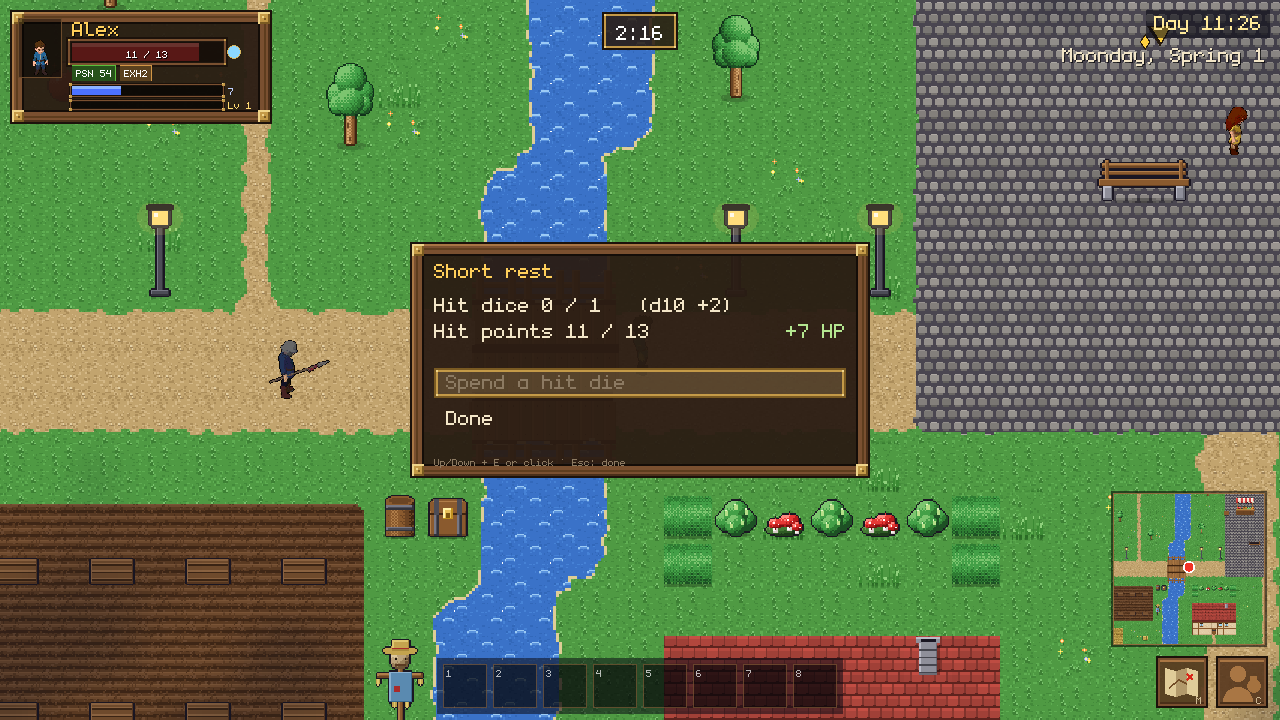 Alex
11 / 13
PSN 54 EXH2
7
Lv 1
2:16
Day 11:26
Moonday, Spring 1
Short rest
Hit dice 0 / 1 (d10 +2)
Hit points 11 / 13 +7 HP
Spend a hit die
Done
Up/Down + E or click ` Esc: done
1 2 3 4 5 6 7 8
M C